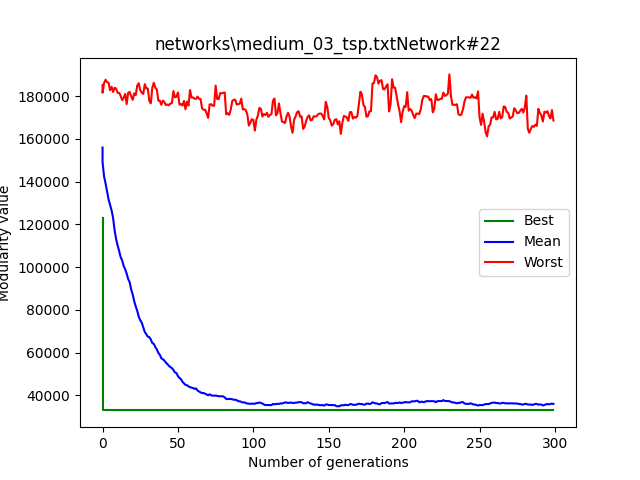 networks\medium_03_tsp.txtNetwork#22
Modularity value
180000
160000
140000
120000
100000
80000
60000
40000
Best
Mean
Worst
0 50 100 150 200 250 300
Number of generations